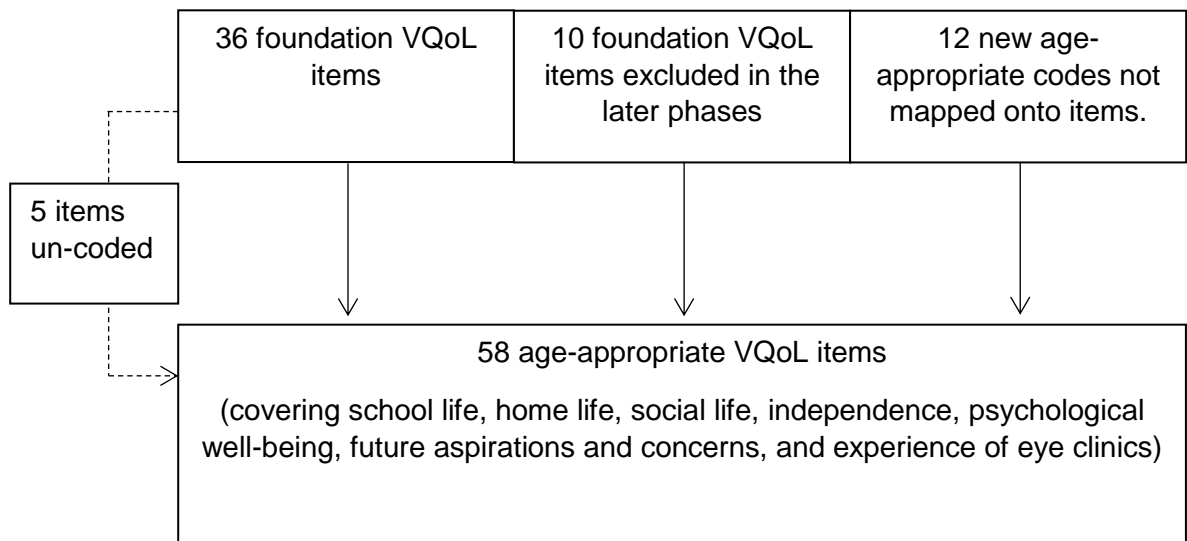 36 foundation VQoL
items
10 foundation VQoL
items excluded in the
later phases
12 new age-
appropriate codes not
mapped onto items.
5 items
un-coded
58 age-appropriate VQoL items
(covering school life, home life, social life, independence, psychological
well-being, future aspirations and concerns, and experience of eye clinics)